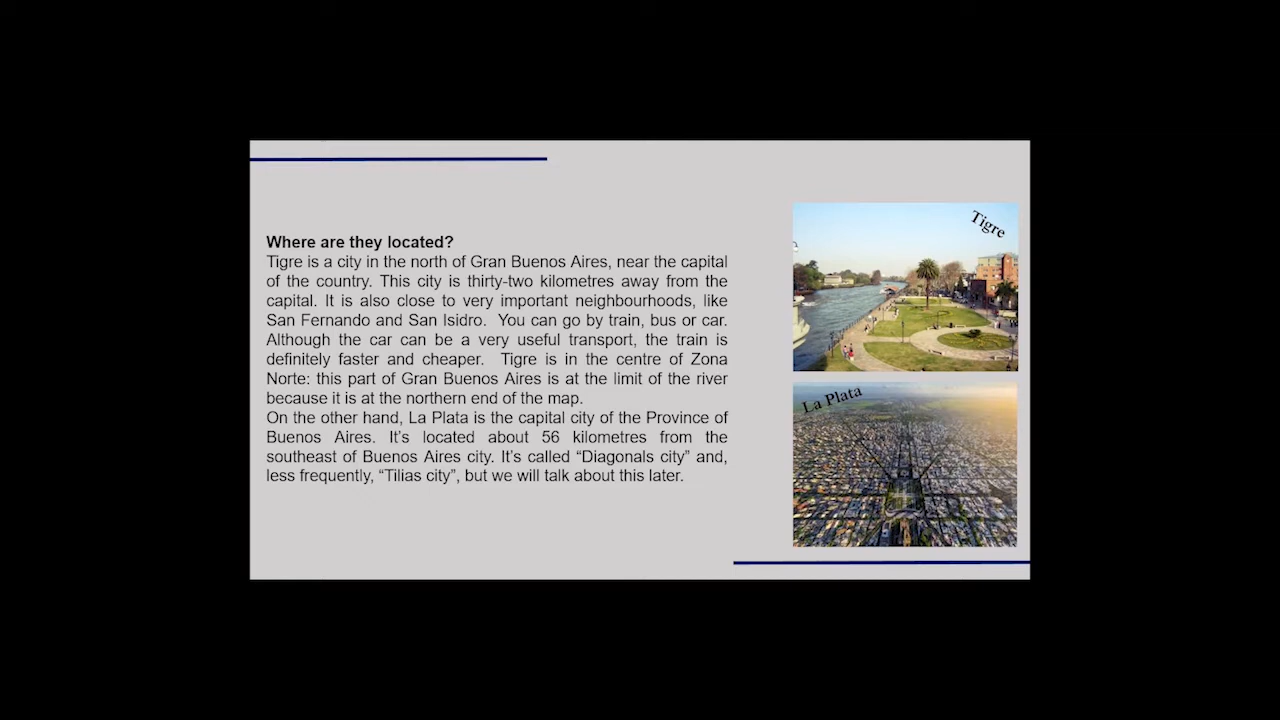 Where are they located?
Tigre is a city in the north of Gran Buenos Aires, near the capital
of the country. This city is thirty-two kilometres away from the
capital. It is also close to very important neighbourhoods, like
San Fernando and San Isidro.  You can go by train, bus or car.
Although the car can be a very useful transport, the train is
definitely faster and cheaper.  Tigre is in the centre of Zona
Norte: this part of Gran Buenos Aires is at the limit of the river
because it is at the northern end of the map.
On the other hand, La Plata is the capital city of the Province of
Buenos Aires. It’s located about 56 kilometres from the
southeast of Buenos Aires city. It’s called “Diagonals city” and,
less frequently, “Tilias city”, but we will talk about this later.
Tigre
La Plata